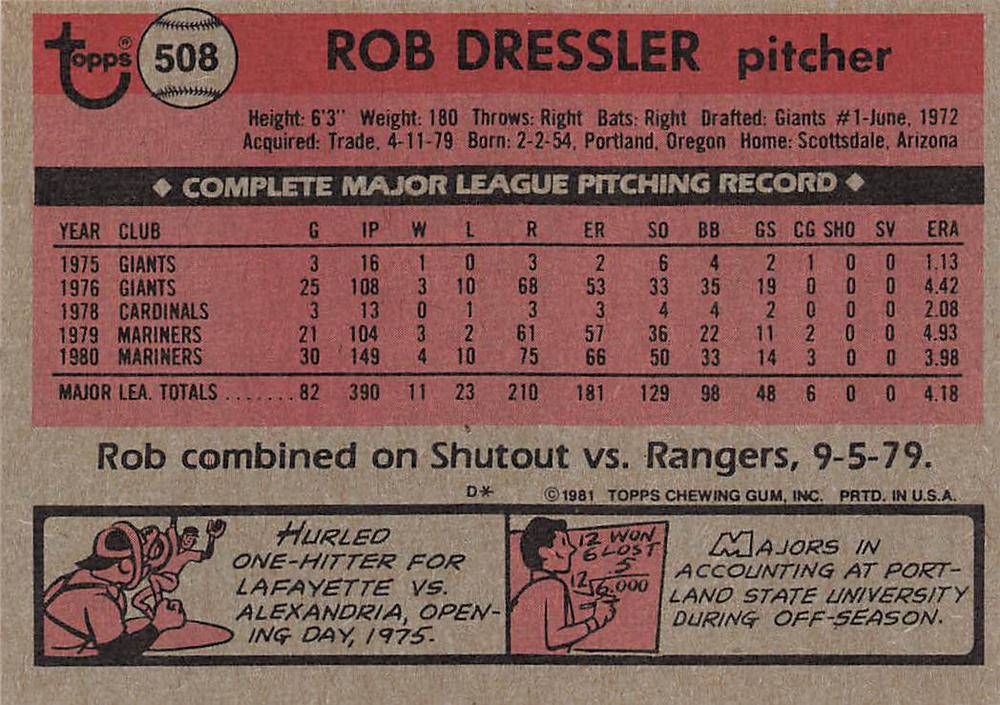 Topps® 508 ROB DRESSLER pitcher
Height: 6'3" Weight: 180 Throws: Right Bats: Right Drafted: Giants #1-June, 1972
Acquired: Trade, 4-11-79 Born: 2-2-54, Portland, Oregon Home: Scottsdale, Arizona
◆ COMPLETE MAJOR LEAGUE PITCHING RECORD ◆
YEAR CLUB G IP W L R ER SO BB GS CG SHO SV ERA
1975 GIANTS 3 16 1 0 3 2 6 4 2 1 0 0 1.13
1976 GIANTS 25 108 3 10 68 53 33 35 19 0 0 0 4.42
1978 CARDINALS 3 13 0 1 3 3 4 4 2 0 0 0 2.08
1979 MARINERS 21 104 3 2 61 57 36 22 11 2 0 0 4.93
1980 MARINERS 30 149 4 10 75 66 50 33 14 3 0 0 3.98
MAJOR LEA. TOTALS ....... 82 390 11 23 210 181 129 98 48 6 0 0 4.18
Rob combined on Shutout vs. Rangers, 9-5-79.
D* ©1981 TOPPS CHEWING GUM, INC. PRTD. IN U.S.A.
HURLED
ONE-HITTER FOR
LAFAYETTE VS.
ALEXANDRIA, OPEN-
ING DAY, 1975.
12 WON
6 LOST
.5
12 6.000
MAJORS IN
ACCOUNTING AT PORT-
LAND STATE UNIVERSITY
DURING OFF-SEASON.